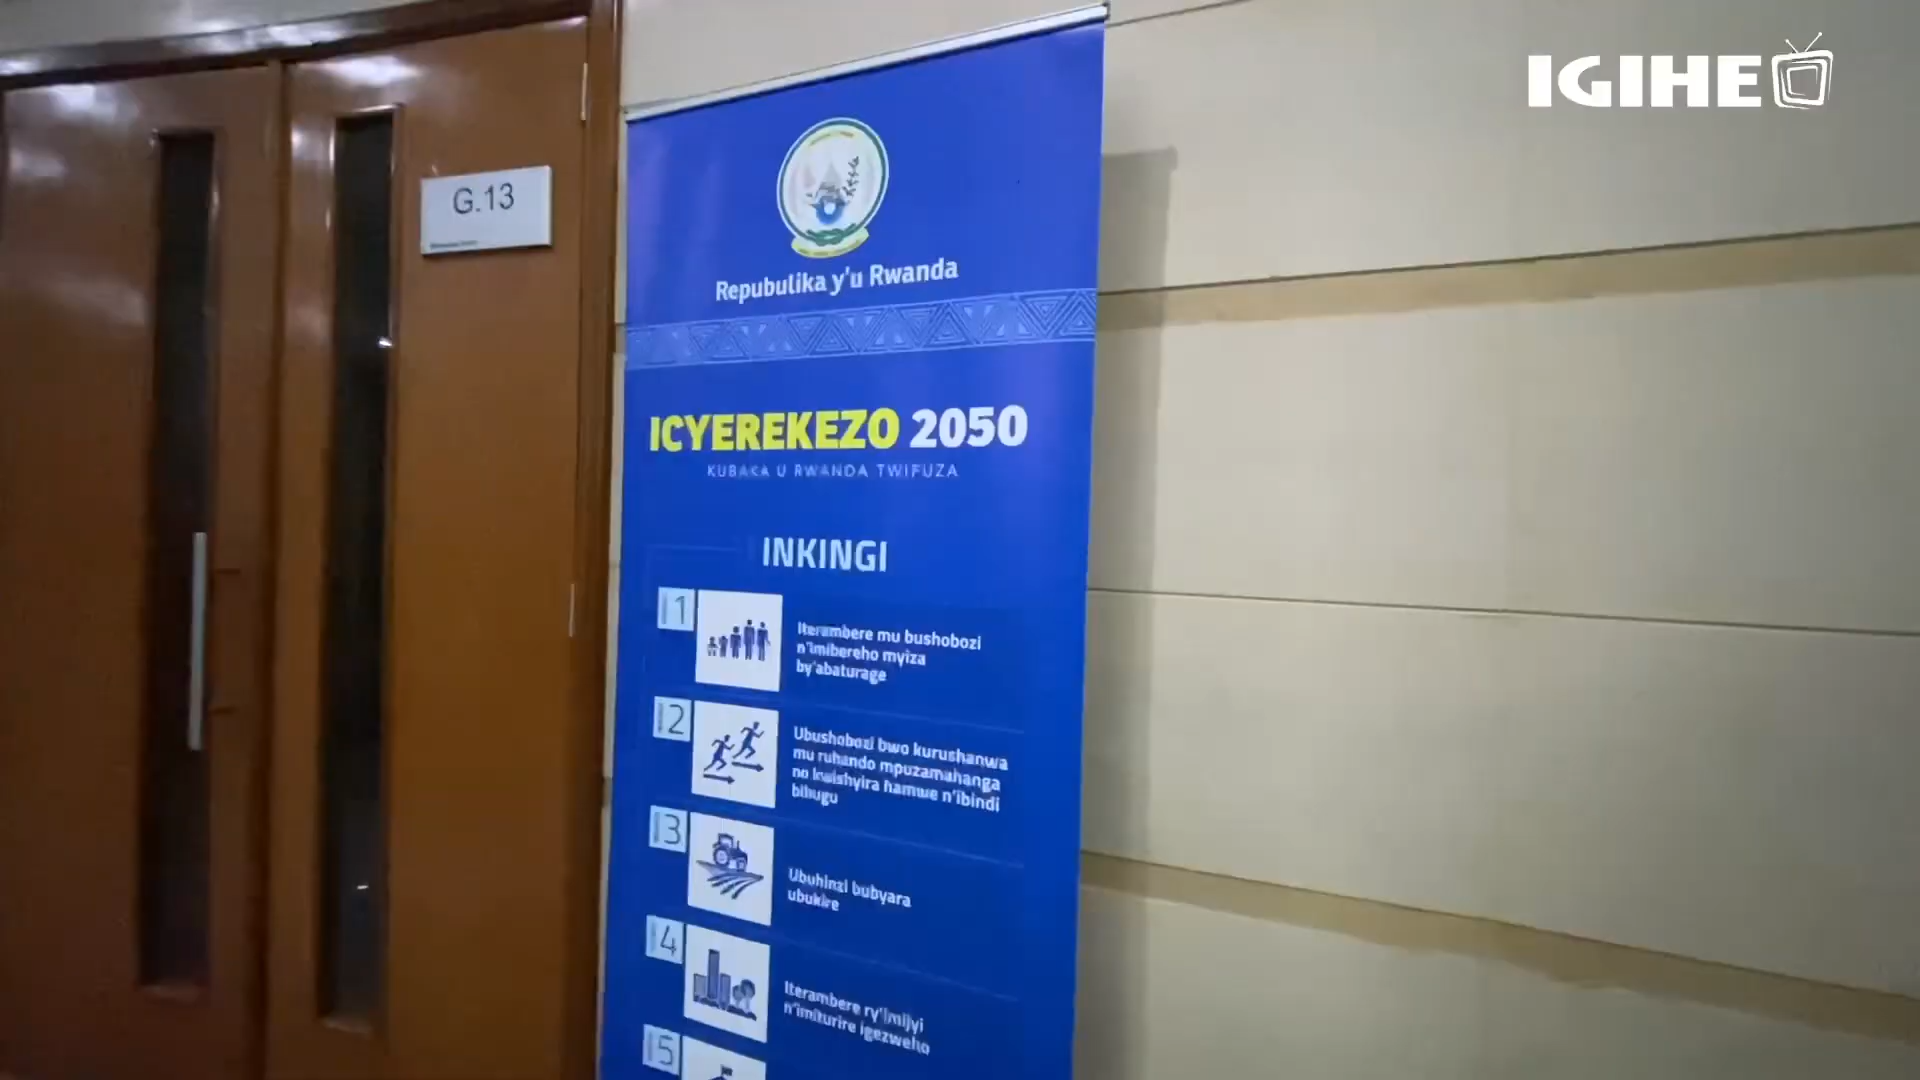 IGIHE
G.13
Repubulika y'u Rwanda
ICYEREKEZO 2050
KUBAKA U RWANDA TWIFUZA
INKINGI
1
Iterambere mu bushobozi
n'imibereho myiza
by'abaturage
2
Ubushobozi bwo kurushanwa
mu ruhando mpuzamahanga
no kwishyira hamwe n'ibindi
bihugu
3
Ubuhinzi bubyara
ubukire
4
Iterambere ry'imijyi
n'imiturire igezweho
5